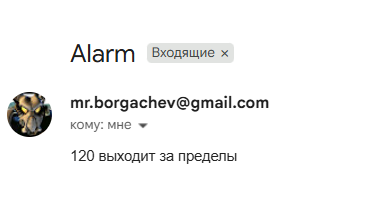 Alarm Входящие ×
mr.borgachev@gmail.com
кому: мне
120 выходит за пределы